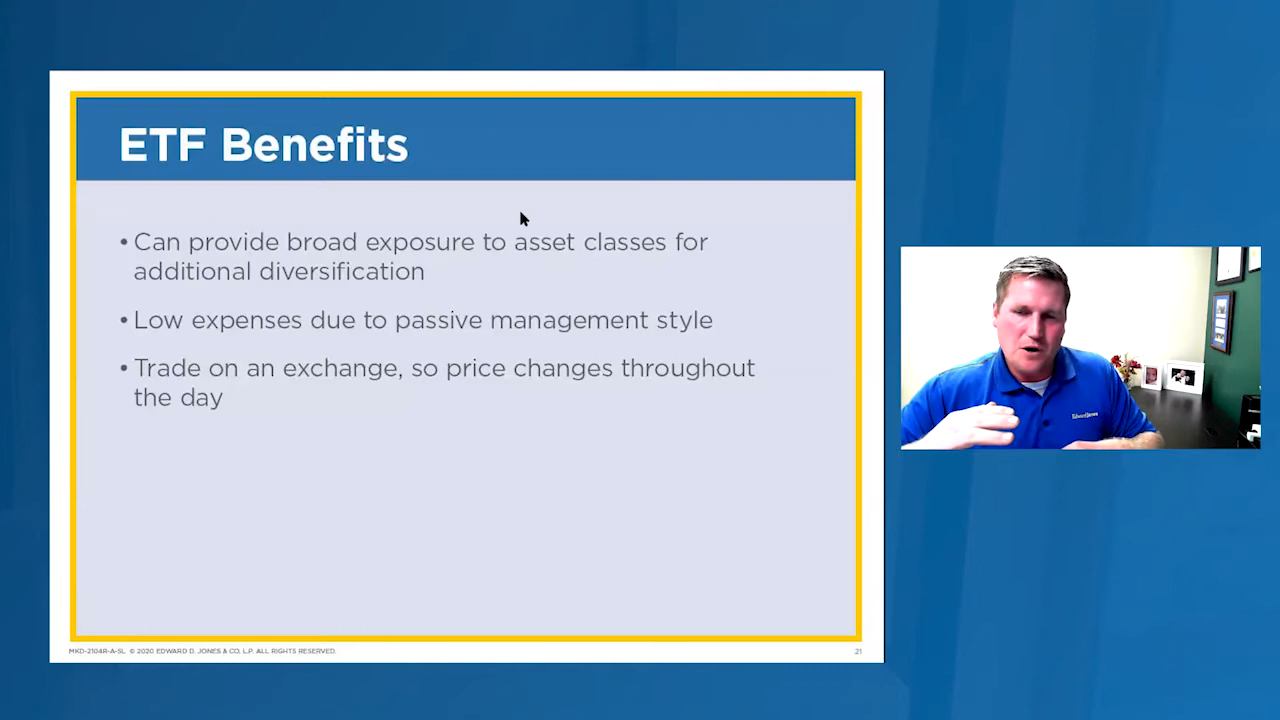 ETF Benefits
• Can provide broad exposure to asset classes for
additional diversification
• Low expenses due to passive management style
• Trade on an exchange, so price changes throughout
the day
MKD-2104R-A-SL © 2020 EDWARD D. JONES & CO, L.P. ALL RIGHTS RESERVED.
21
Edward Jones